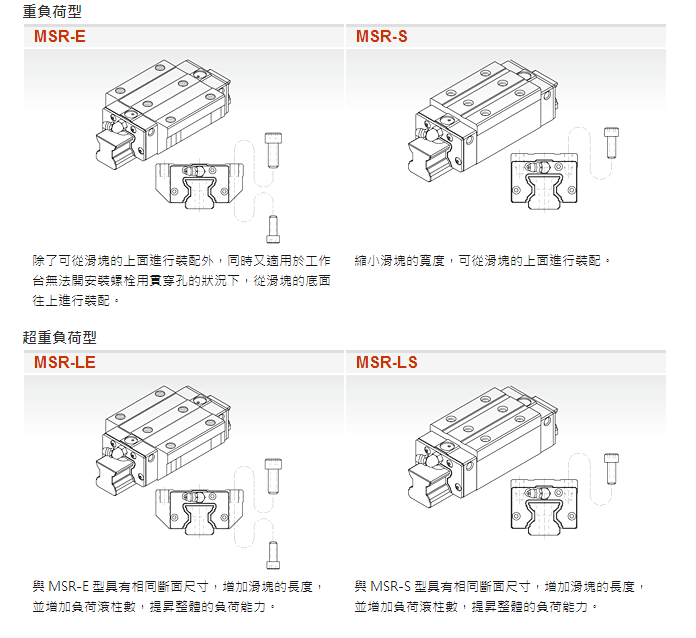 重負荷型
MSR-E
MSR-S
除了可從滑塊的上面進行裝配外，同時又適用於工作
台無法開安裝螺栓用貫穿孔的狀況下，從滑塊的底面
往上進行裝配。
縮小滑塊的寬度，可從滑塊的上面進行裝配。
超重負荷型
MSR-LE
MSR-LS
與 MSR-E 型具有相同斷面尺寸，增加滑塊的長度，
並增加負荷滾柱數，提昇整體的負荷能力。
與 MSR-S 型具有相同斷面尺寸，增加滑塊的長度，
並增加負荷滾柱數，提昇整體的負荷能力。